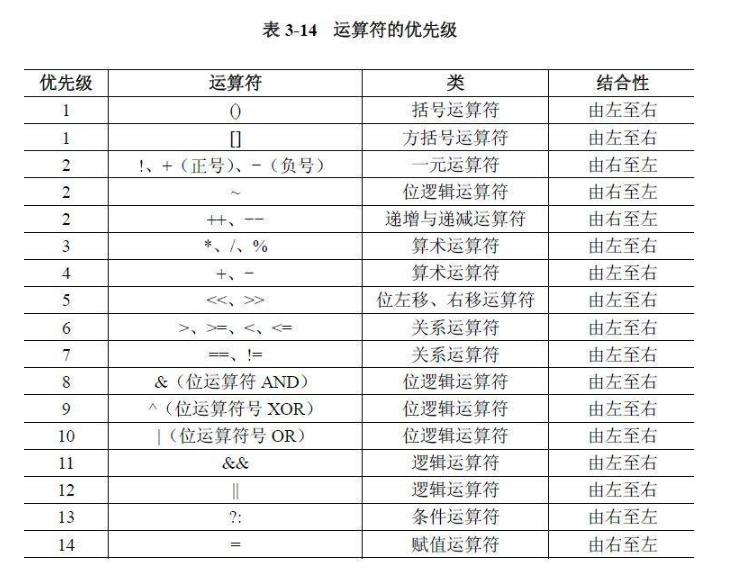 表 3-14 运算符的优先级
优先级 运算符 类 结合性
1 () 括号运算符 由左至右
1 [] 方括号运算符 由左至右
2 !、+（正号）、-（负号） 一元运算符 由右至左
2 ~ 位逻辑运算符 由右至左
2 ++、-- 递增与递减运算符 由右至左
3 *、/、% 算术运算符 由左至右
4 +、- 算术运算符 由左至右
5 <<、>> 位左移、右移运算符 由左至右
6 >、>=、<、<= 关系运算符 由左至右
7 ==、!= 关系运算符 由左至右
8 &（位运算符 AND） 位逻辑运算符 由左至右
9 ^（位运算符号 XOR） 位逻辑运算符 由左至右
10 |（位运算符号 OR） 位逻辑运算符 由左至右
11 && 逻辑运算符 由左至右
12 || 逻辑运算符 由左至右
13 ?: 条件运算符 由右至左
14 = 赋值运算符 由右至左